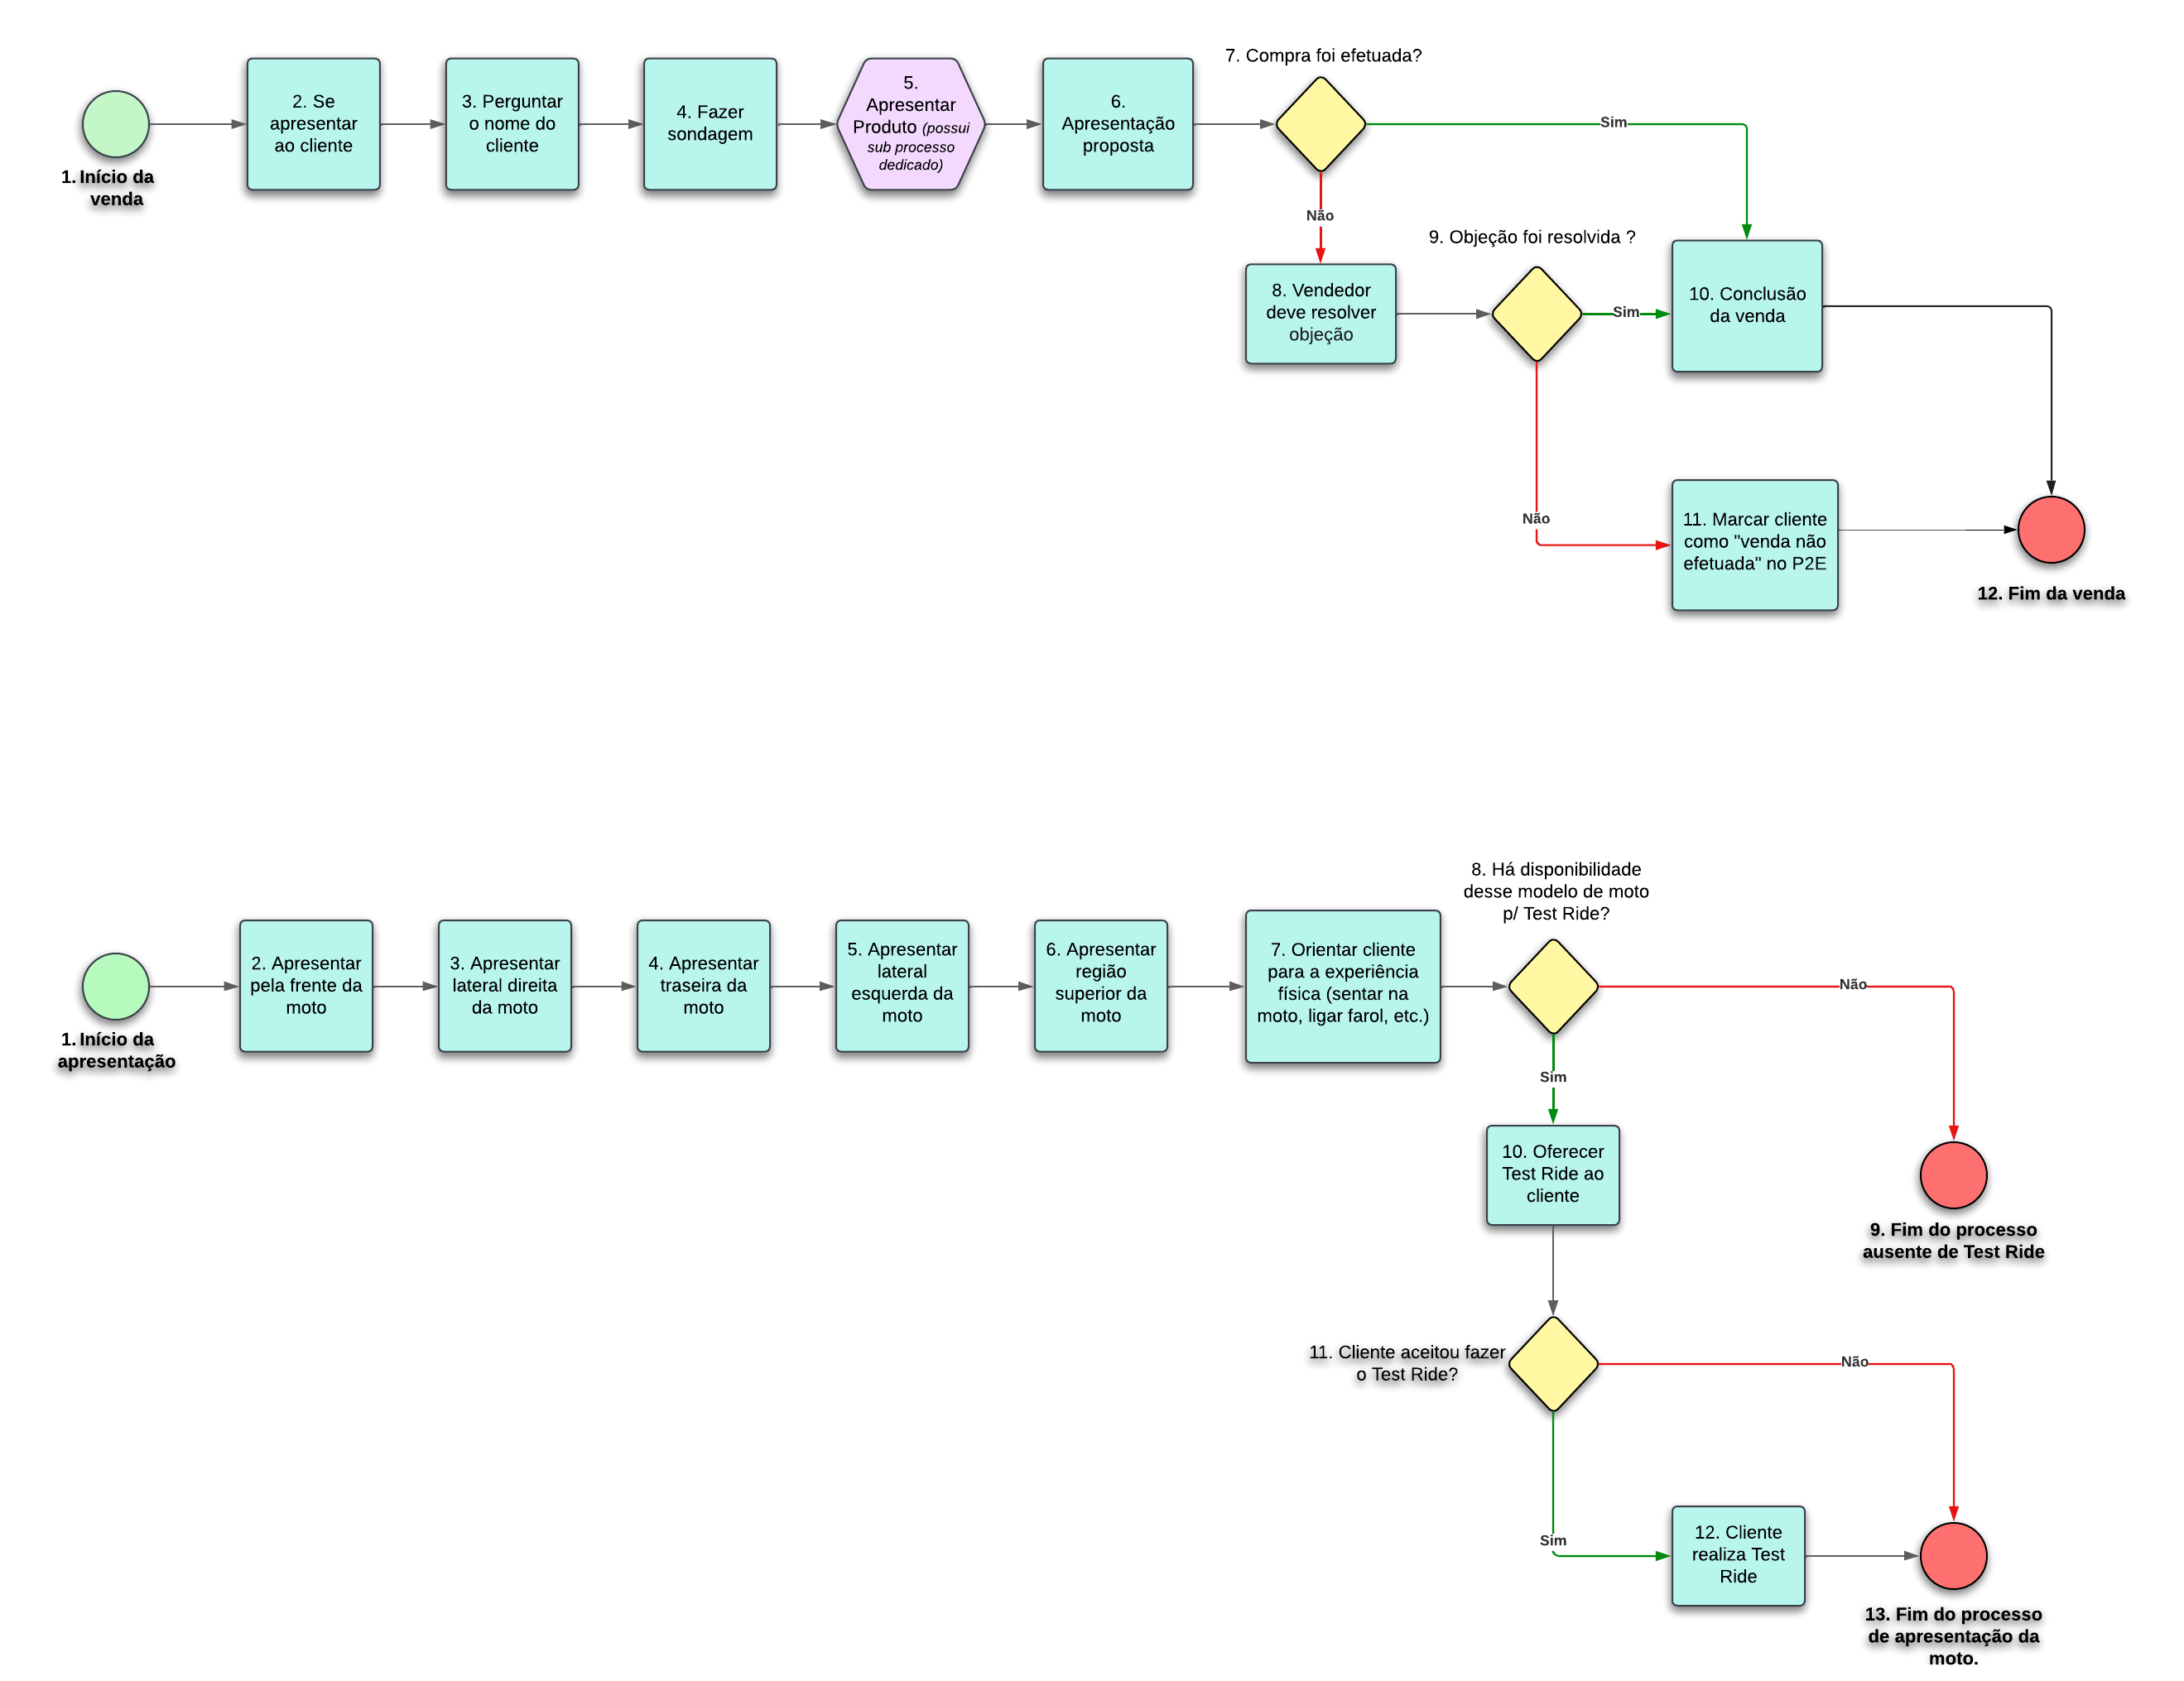 7. Compra foi efetuada?
1. Início da
venda
2. Se
apresentar
ao cliente
3. Perguntar
o nome do
cliente
4. Fazer
sondagem
5.
Apresentar
Produto (possui
sub processo
dedicado)
6.
Apresentação
proposta
Sim
Não
9. Objeção foi resolvida ?
8. Vendedor
deve resolver
objeção
Sim
10. Conclusão
da venda
Não
11. Marcar cliente
como "venda não
efetuada" no P2E
12. Fim da venda
8. Há disponibilidade
desse modelo de moto
p/ Test Ride?
1. Início da
apresentação
2. Apresentar
pela frente da
moto
3. Apresentar
lateral direita
da moto
4. Apresentar
traseira da
moto
5. Apresentar
lateral
esquerda da
moto
6. Apresentar
região
superior da
moto
7. Orientar cliente
para a experiência
física (sentar na
moto, ligar farol, etc.)
Não
Sim
10. Oferecer
Test Ride ao
cliente
9. Fim do processo
ausente de Test Ride
11. Cliente aceitou fazer
o Test Ride?
Não
Sim
12. Cliente
realiza Test
Ride
13. Fim do processo
de apresentação da
moto.